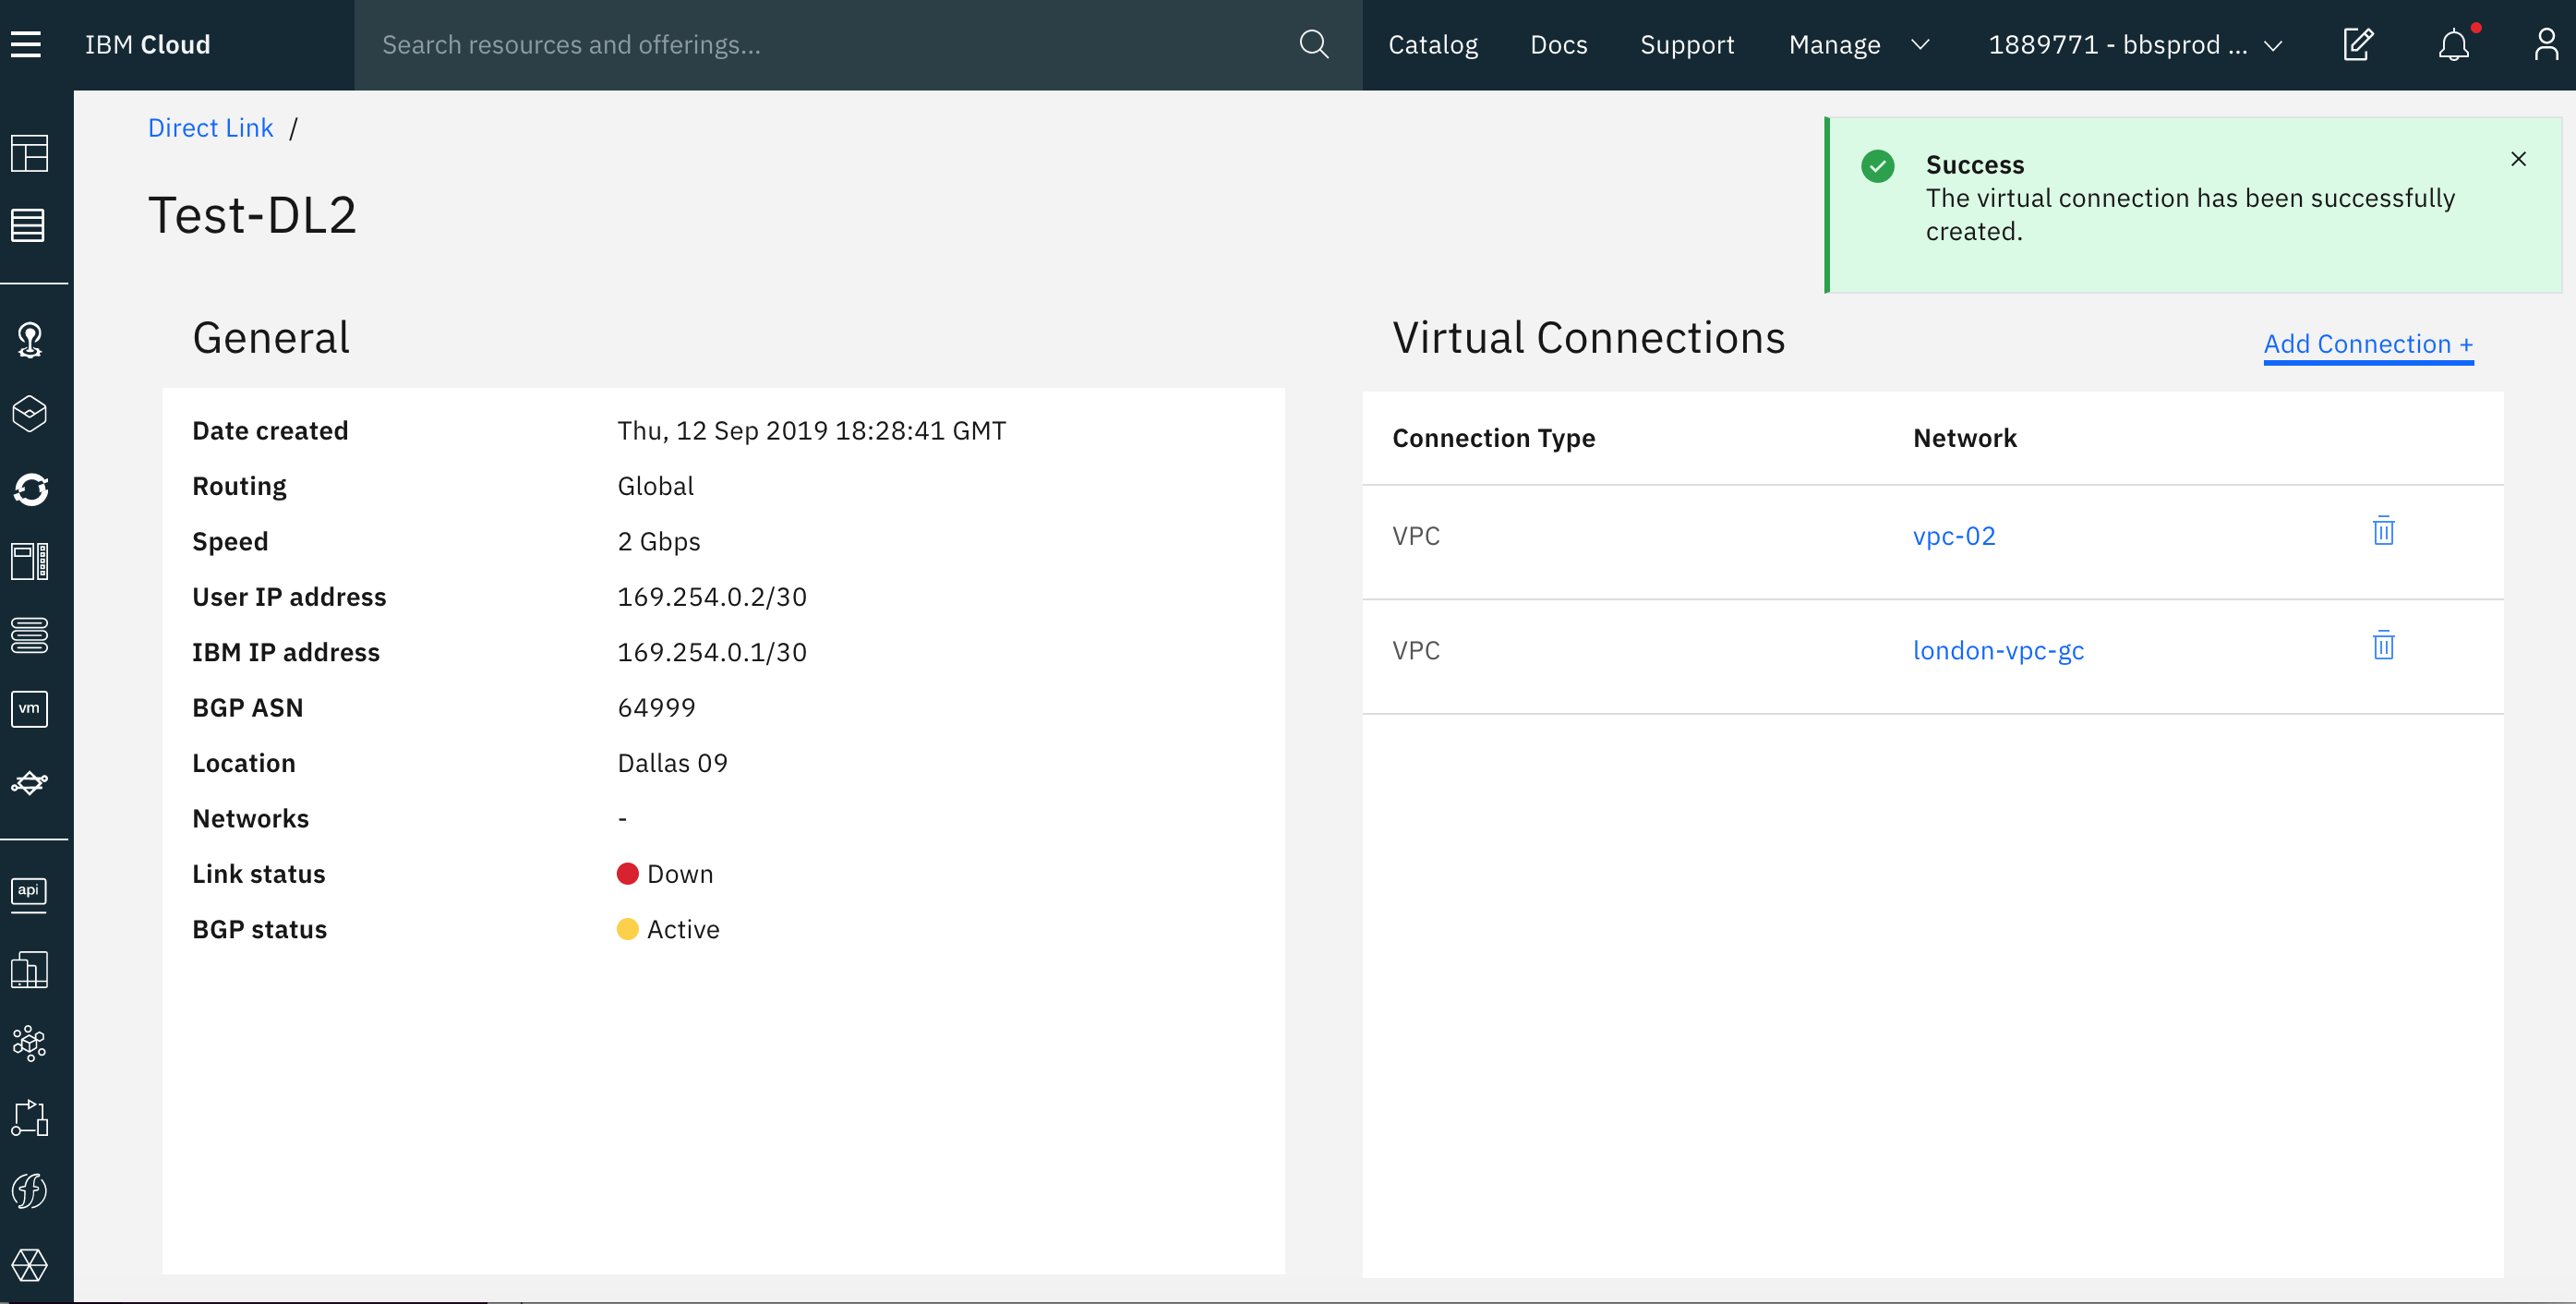 IBM Cloud
Search resources and offerings...
Catalog
Docs
Support
Manage
1889771 - bbsprod ...
Direct Link /
Test-DL2
Success
The virtual connection has been successfully
created.
General
Date created Thu, 12 Sep 2019 18:28:41 GMT
Routing Global
Speed 2 Gbps
User IP address 169.254.0.2/30
IBM IP address 169.254.0.1/30
BGP ASN 64999
Location Dallas 09
Networks -
Link status Down
BGP status Active
Virtual Connections
Add Connection +
Connection Type Network
VPC vpc-02
VPC london-vpc-gc
vm
api